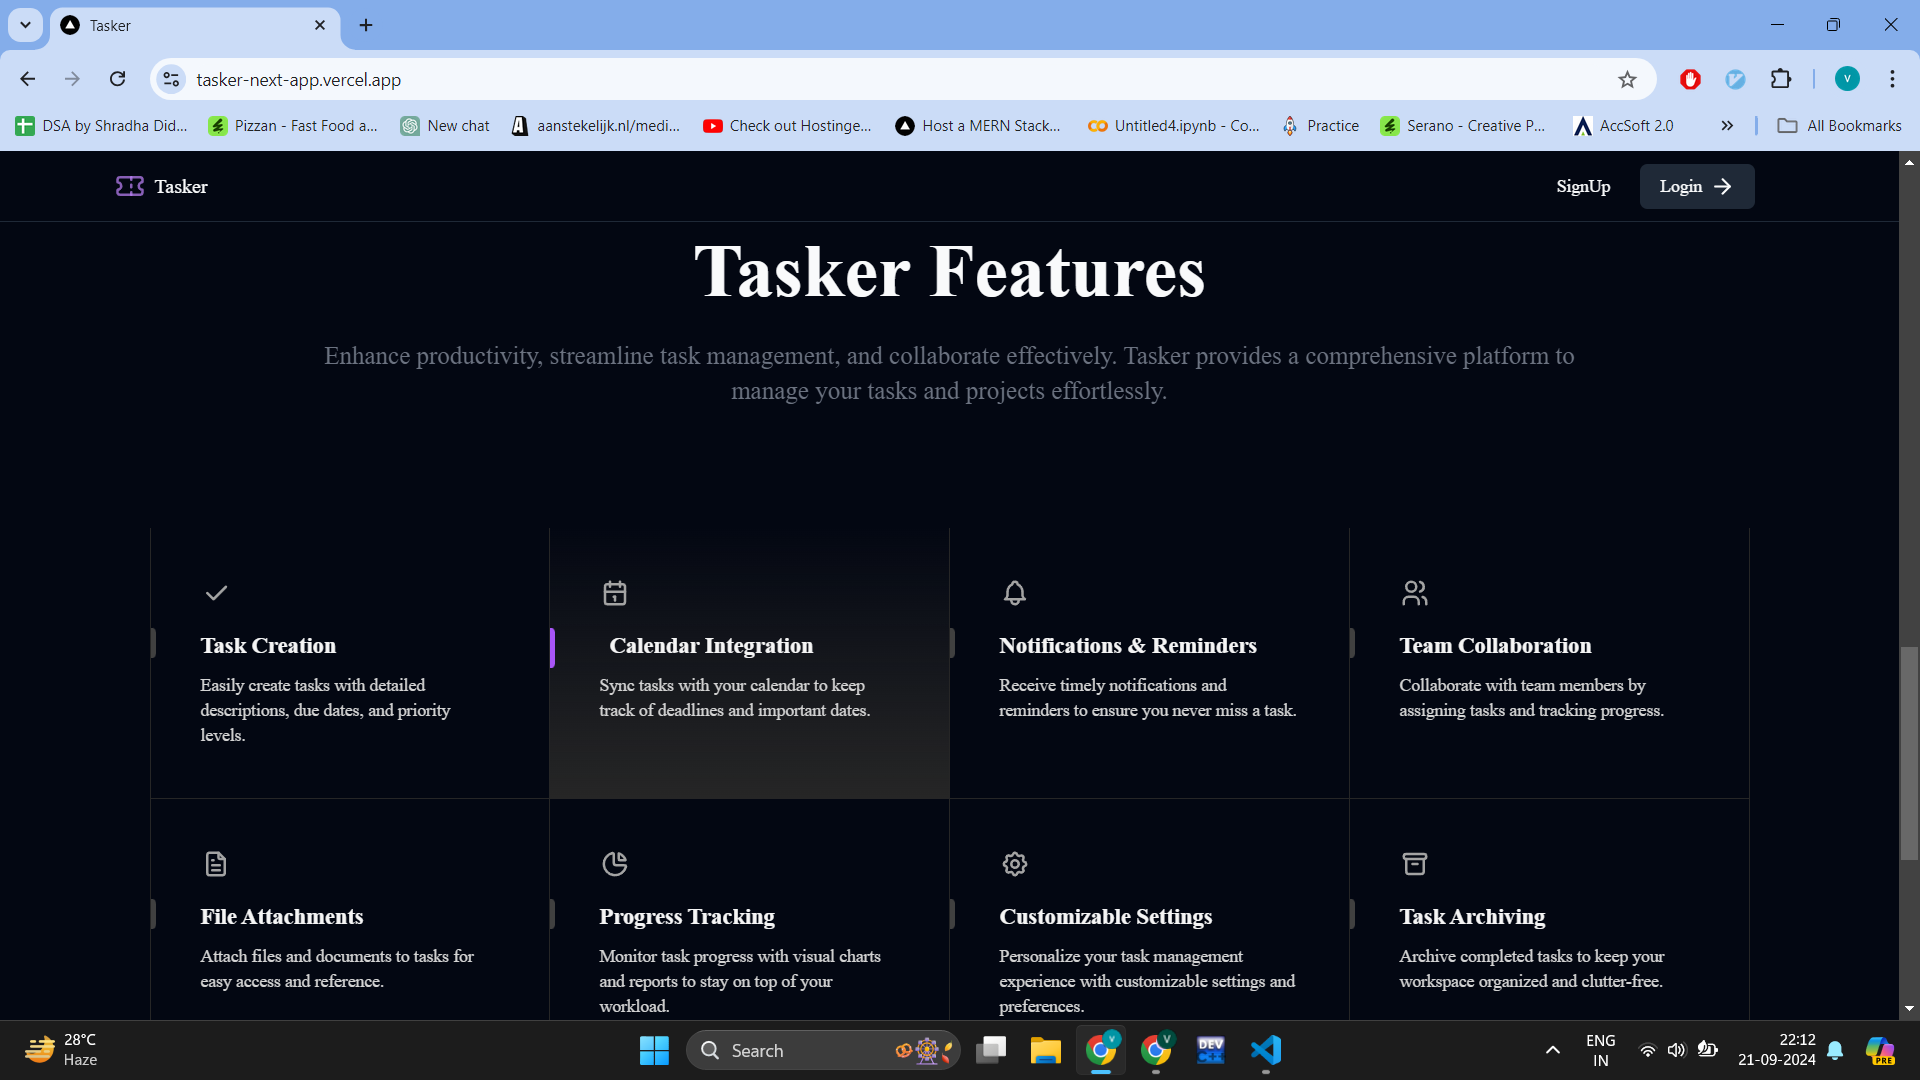 Tasker
tasker-next-app.vercel.app
V
DSA by Shradha Did...
Pizzan - Fast Food a...
New chat
aanstekelijk.nl/medi...
Check out Hostinge...
Host a MERN Stack...
Untitled4.ipynb - Co...
Practice
Serano - Creative P...
AccSoft 2.0
All Bookmarks
Tasker
SignUp
Login
Tasker Features
Enhance productivity, streamline task management, and collaborate effectively. Tasker provides a comprehensive platform to
manage your tasks and projects effortlessly.
Task Creation
Easily create tasks with detailed
descriptions, due dates, and priority
levels.
Calendar Integration
Sync tasks with your calendar to keep
track of deadlines and important dates.
Notifications & Reminders
Receive timely notifications and
reminders to ensure you never miss a task.
Team Collaboration
Collaborate with team members by
assigning tasks and tracking progress.
File Attachments
Attach files and documents to tasks for
easy access and reference.
Progress Tracking
Monitor task progress with visual charts
and reports to stay on top of your
workload.
Customizable Settings
Personalize your task management
experience with customizable settings and
preferences.
Task Archiving
Archive completed tasks to keep your
workspace organized and clutter-free.
28°C
Haze
Search
V
V
DEV
ENG
IN
22:12
21-09-2024
PRE